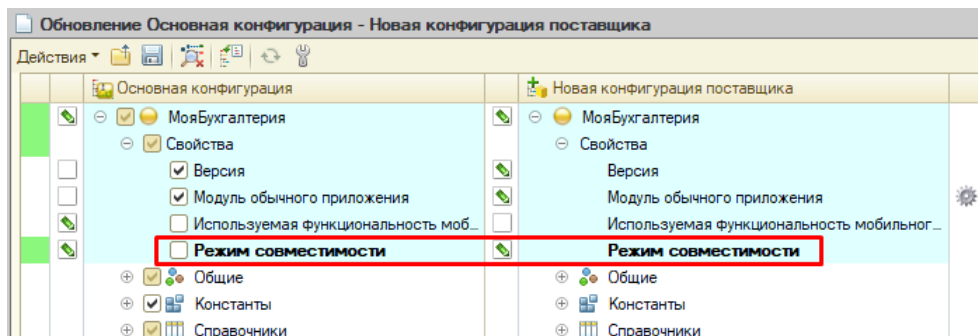 Обновление Основная конфигурация - Новая конфигурация поставщика
Действия
Основная конфигурация Новая конфигурация поставщика
МояБухгалтерия МояБухгалтерия
Свойства Свойства
Версия Версия
Модуль обычного приложения Модуль обычного приложения
Используемая функциональность моб... Используемая функциональность мобильног...
Режим совместимости Режим совместимости
Общие Общие
Константы Константы
Справочники Справочники